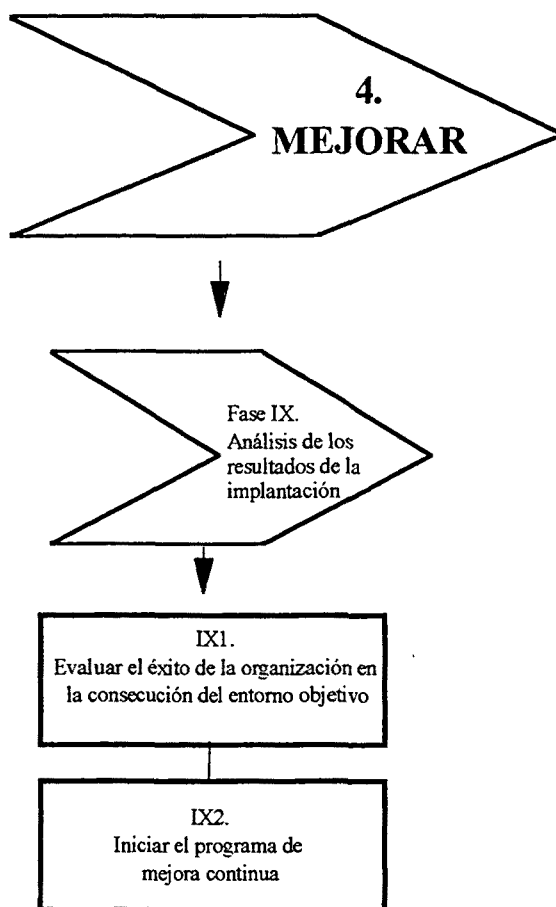 4.
MEJORAR
Fase IX.
Análisis de los
resultados de la
implantación
IX1.
Evaluar el éxito de la organización en
la consecución del entorno objetivo
IX2.
Iniciar el programa de
mejora continua